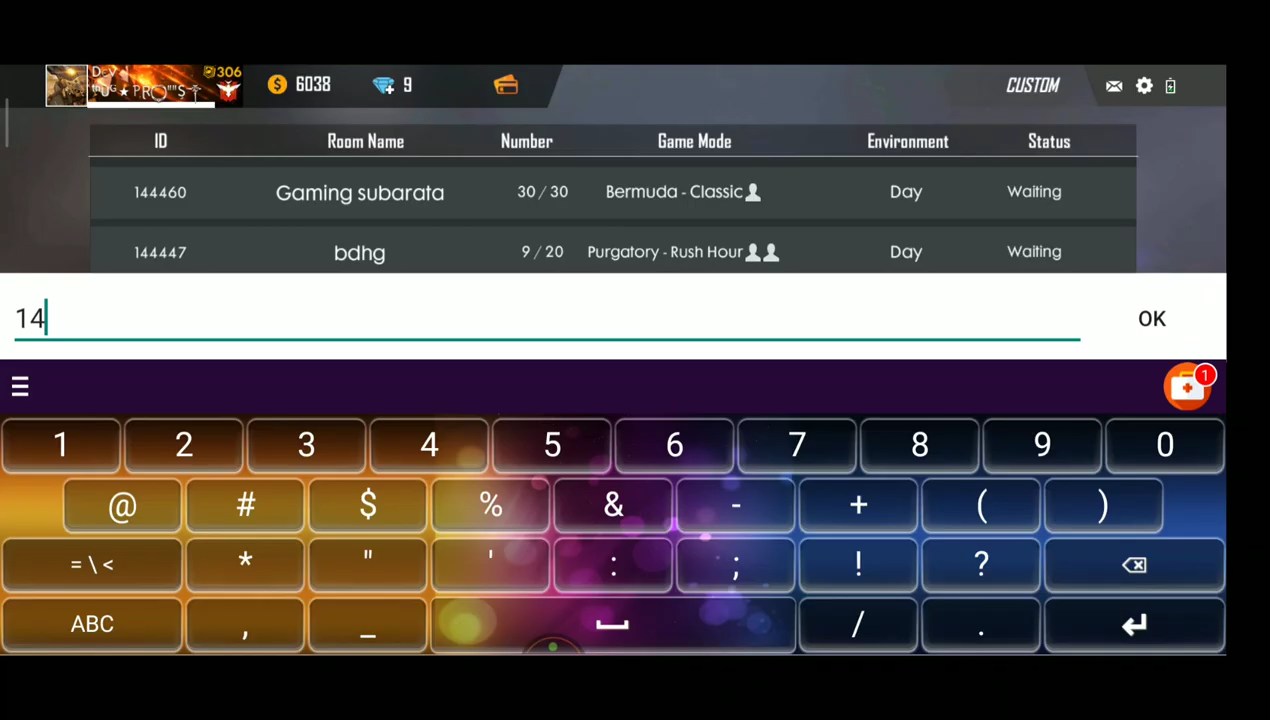 306
6038
9
CUSTOM
ID Room Name Number Game Mode Environment Status
144460 Gaming subarata 30 / 30 Bermuda - Classic Day Waiting
144447 bdhg 9 / 20 Purgatory - Rush Hour Day Waiting
14 OK
1
1 2 3 4 5 6 7 8 9 0
@ # $ % & - + ( )
= \ < * " ' : ; ! ?
ABC , _ / .